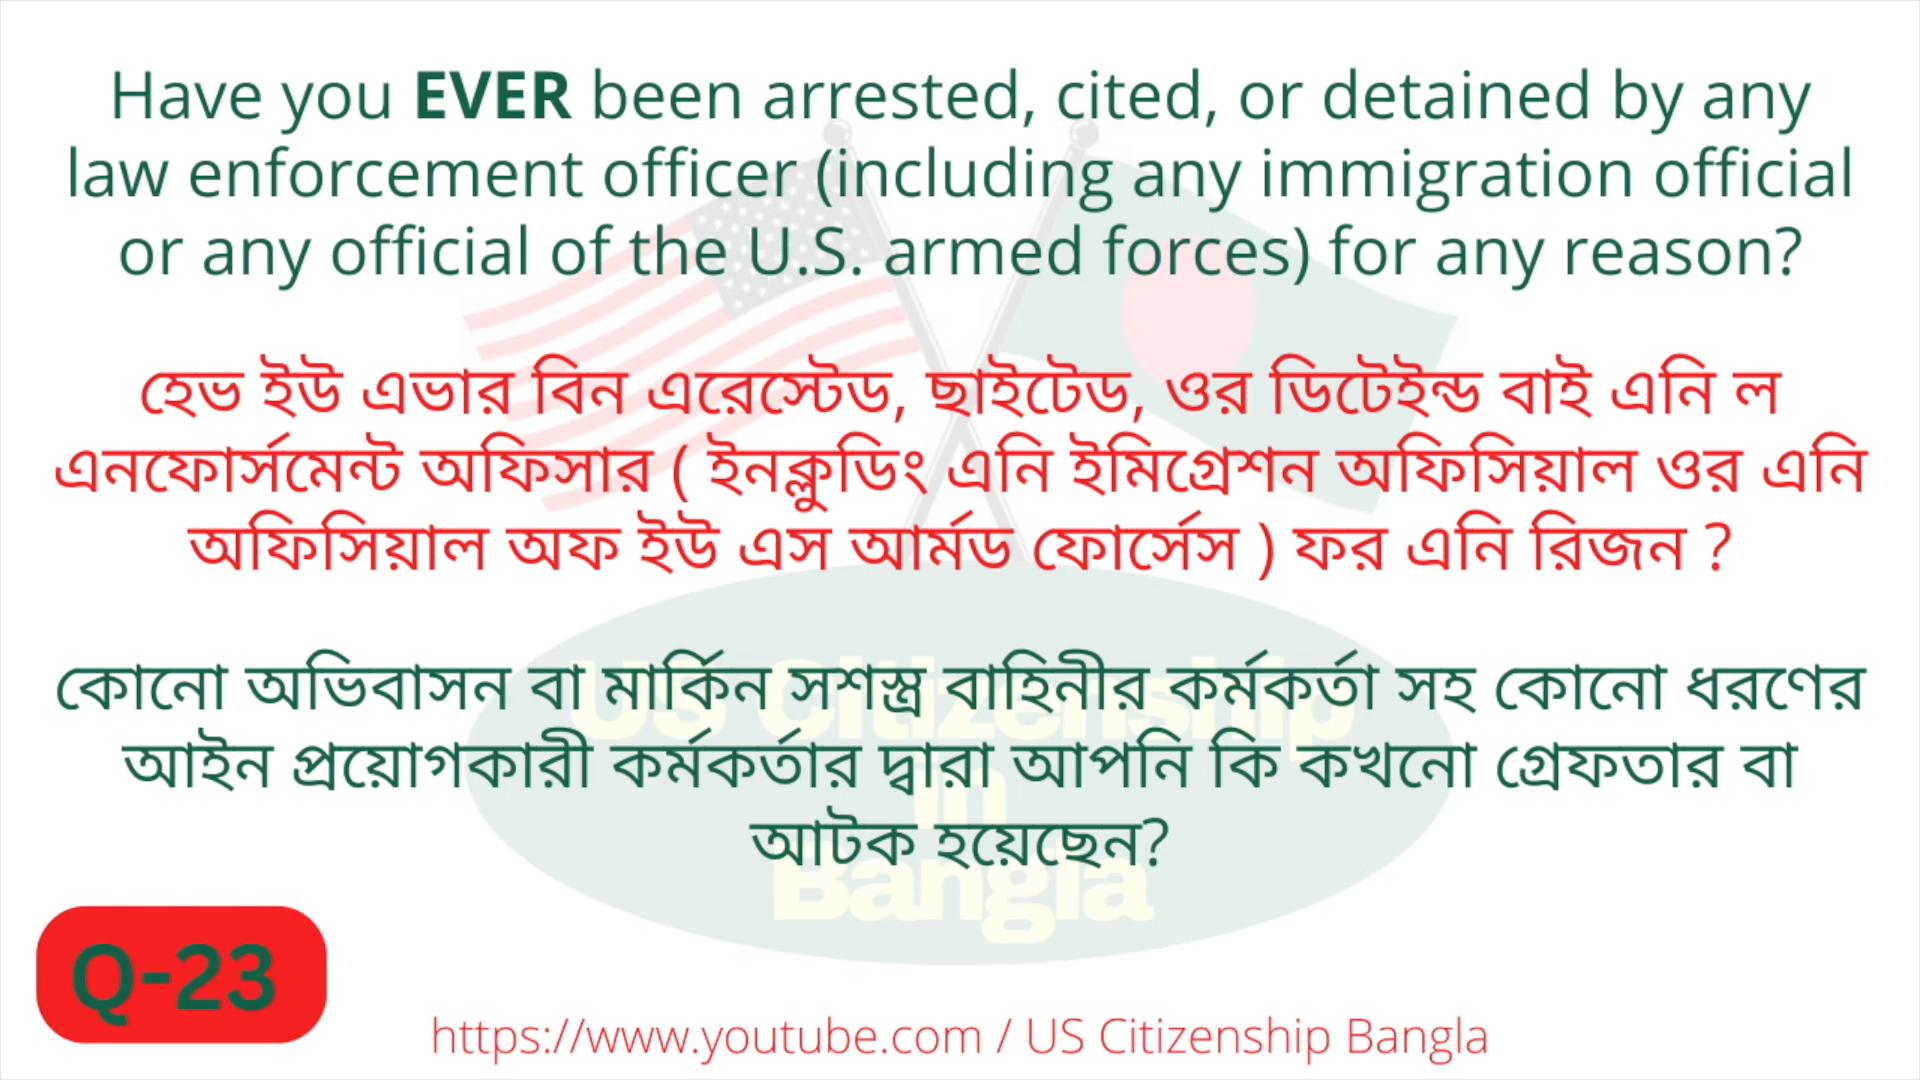 Have you EVER been arrested, cited, or detained by any
law enforcement officer (including any immigration official
or any official of the U.S. armed forces) for any reason?
হেভ ইউ এভার বিন এরেস্টেড, ছাইটেড, ওর ডিটেইন্ড বাই এনি ল
এনফোর্সমেন্ট অফিসার ( ইনক্লুডিং এনি ইমিগ্রেশন অফিসিয়াল ওর এনি
অফিসিয়াল অফ ইউ এস আর্মড ফোর্সেস ) ফর এনি রিজন ?
কোনো অভিবাসন বা মার্কিন সশস্ত্র বাহিনীর কর্মকর্তা সহ কোনো ধরণের
আইন প্রয়োগকারী কর্মকর্তার দ্বারা আপনি কি কখনো গ্রেফতার বা
আটক হয়েছেন?
US Citizenship
in
Bangla
Q-23
https://www.youtube.com / US Citizenship Bangla